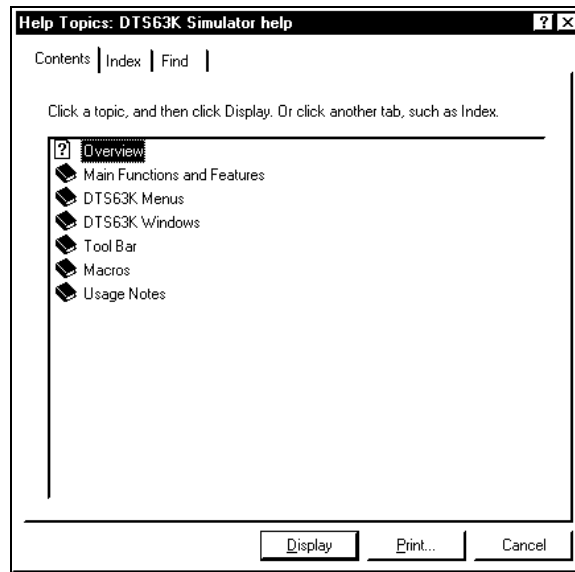 Help Topics: DTS63K Simulator help
Contents Index Find
Click a topic, and then click Display. Or click another tab, such as Index.
? Overview
Main Functions and Features
DTS63K Menus
DTS63K Windows
Tool Bar
Macros
Usage Notes
Display Print... Cancel